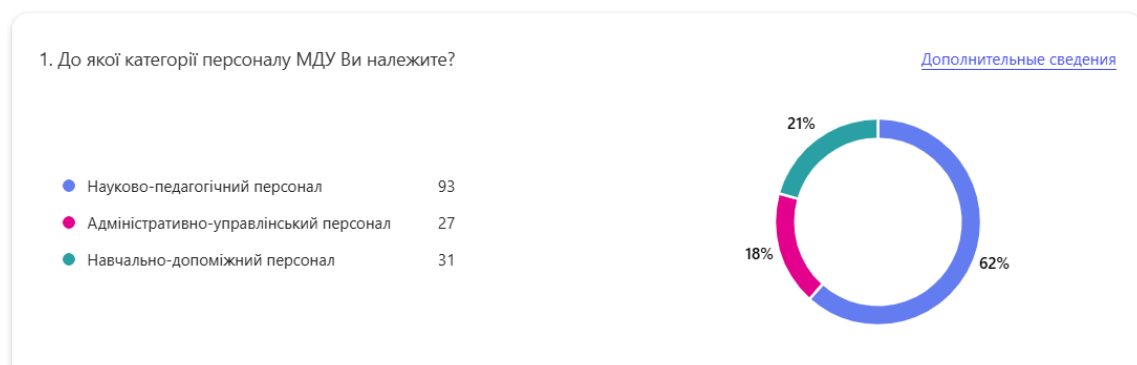 1. До якої категорії персоналу МДУ Ви належите?
Дополнительные сведения
Науково-педагогічний персонал 93
Адміністративно-управлінський персонал 27
Навчально-допоміжний персонал 31
21%
18%
62%